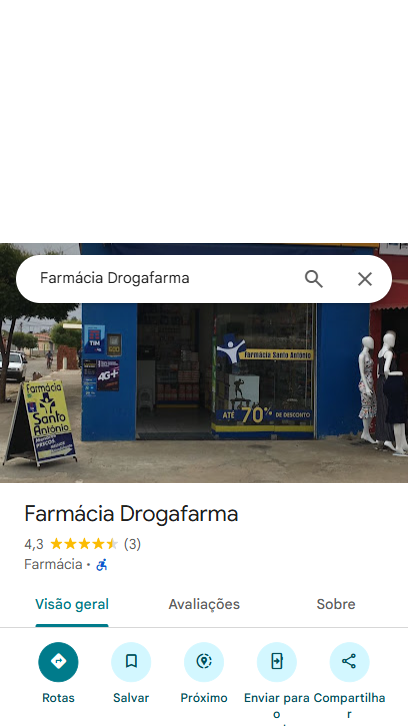 Farmácia Drogafarma
TIM
4G+
Farmácia Santo Antônio
ATÉ 70% DE DESCONTO
Farmácia
Santo
Antônio
PREÇOS
Farmácia Drogafarma
4,3 (3)
Farmácia •
Visão geral Avaliações Sobre
Rotas Salvar Próximo Enviar para o Compartilhar